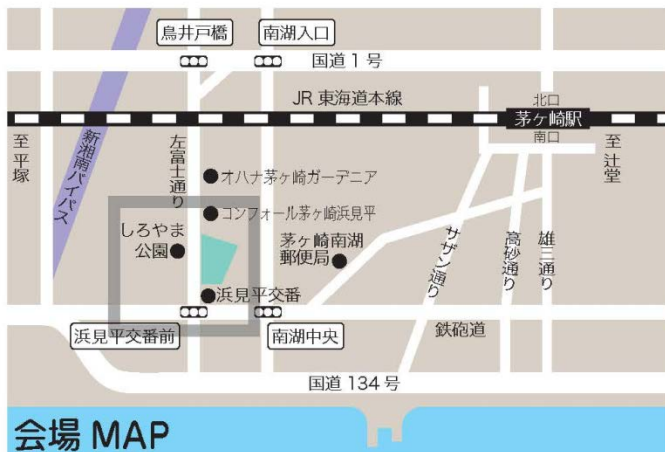 鳥井戸橋
南湖入口
国道1号
JR 東海道本線
北口
茅ヶ崎駅
南口
至平塚
新湘南バイパス
左富士通り
至辻堂
オハナ茅ヶ崎ガーデニア
コンフォール茅ヶ崎浜見平
しろやま
公園
茅ヶ崎南湖
郵便局
サザン通り
高砂通り
雄三通り
浜見平交番
浜見平交番前
南湖中央
鉄砲道
国道 134 号
会場 MAP